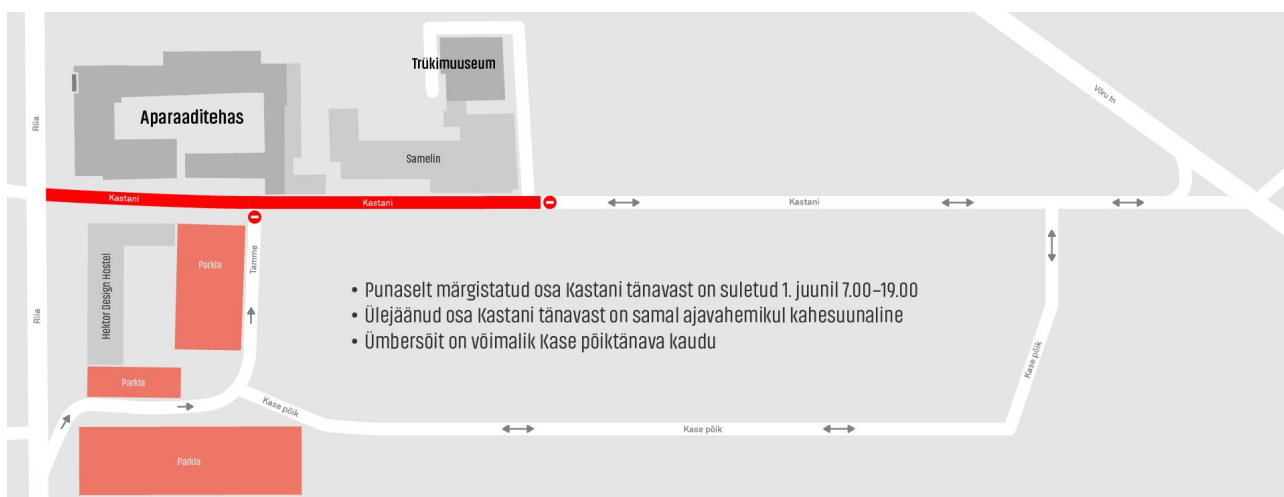 Trükimuuseum
Võru tn
Riia
Aparaaditehas
Samelin
Kastani
Kastani
Kastani
Tamme
Parkla
Hektor Design Hostel
• Punaselt märgistatud osa Kastani tänavast on suletud 1. juunil 7.00–19.00
• Ülejäänud osa Kastani tänavast on samal ajavahemikul kahesuunaline
• Ümbersõit on võimalik Kase põiktänava kaudu
Riia
Kase põik
Parkla
Kase põik
Kase põik
Parkla